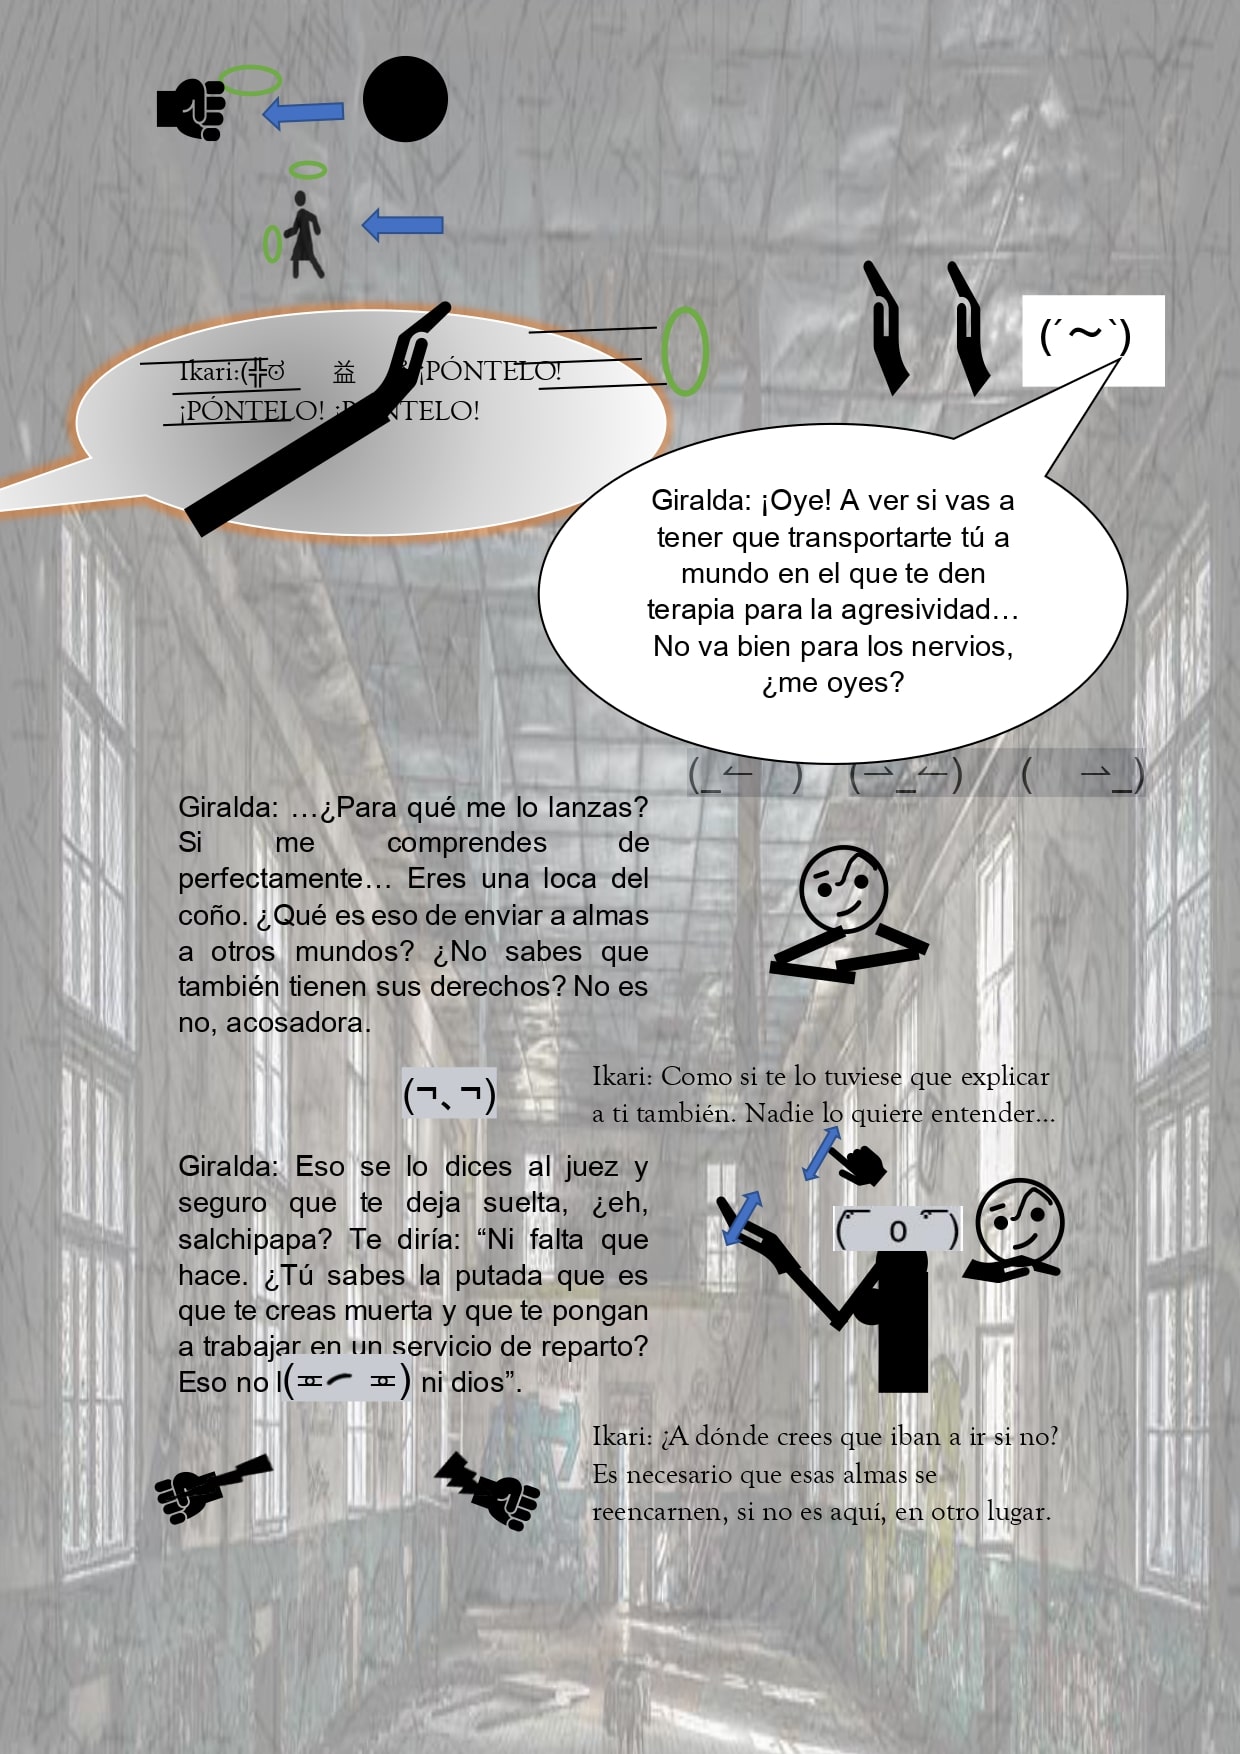 Ikari:(╬ಠ益ಠ ¡PÓNTELO!
¡PÓNTELO! ¡PÓNTELO!
(´～`)
Giralda: ¡Oye! A ver si vas a
tener que transportarte tú a
mundo en el que te den
terapia para la agresividad…
No va bien para los nervios,
¿me oyes?
(_↼ ) (⇀_↼) ( ⇀_)
Giralda: …¿Para qué me lo lanzas?
Si me comprendes de
perfectamente… Eres una loca del
coño. ¿Qué es eso de enviar a almas
a otros mundos? ¿No sabes que
también tienen sus derechos? No es
no, acosadora.
Ikari: Como si te lo tuviese que explicar
a ti también. Nadie lo quiere entender...
(¬、¬)
Giralda: Eso se lo dices al juez y
seguro que te deja suelta, ¿eh,
salchipapa? Te diría: “Ni falta que
hace. ¿Tú sabes la putada que es
que te creas muerta y que te pongan
a trabajar en un servicio de reparto?
Eso no ni dios”.
Ikari: ¿A dónde crees que iban a ir si no?
Es necesario que esas almas se
reencarnen, si no es aquí, en otro lugar.